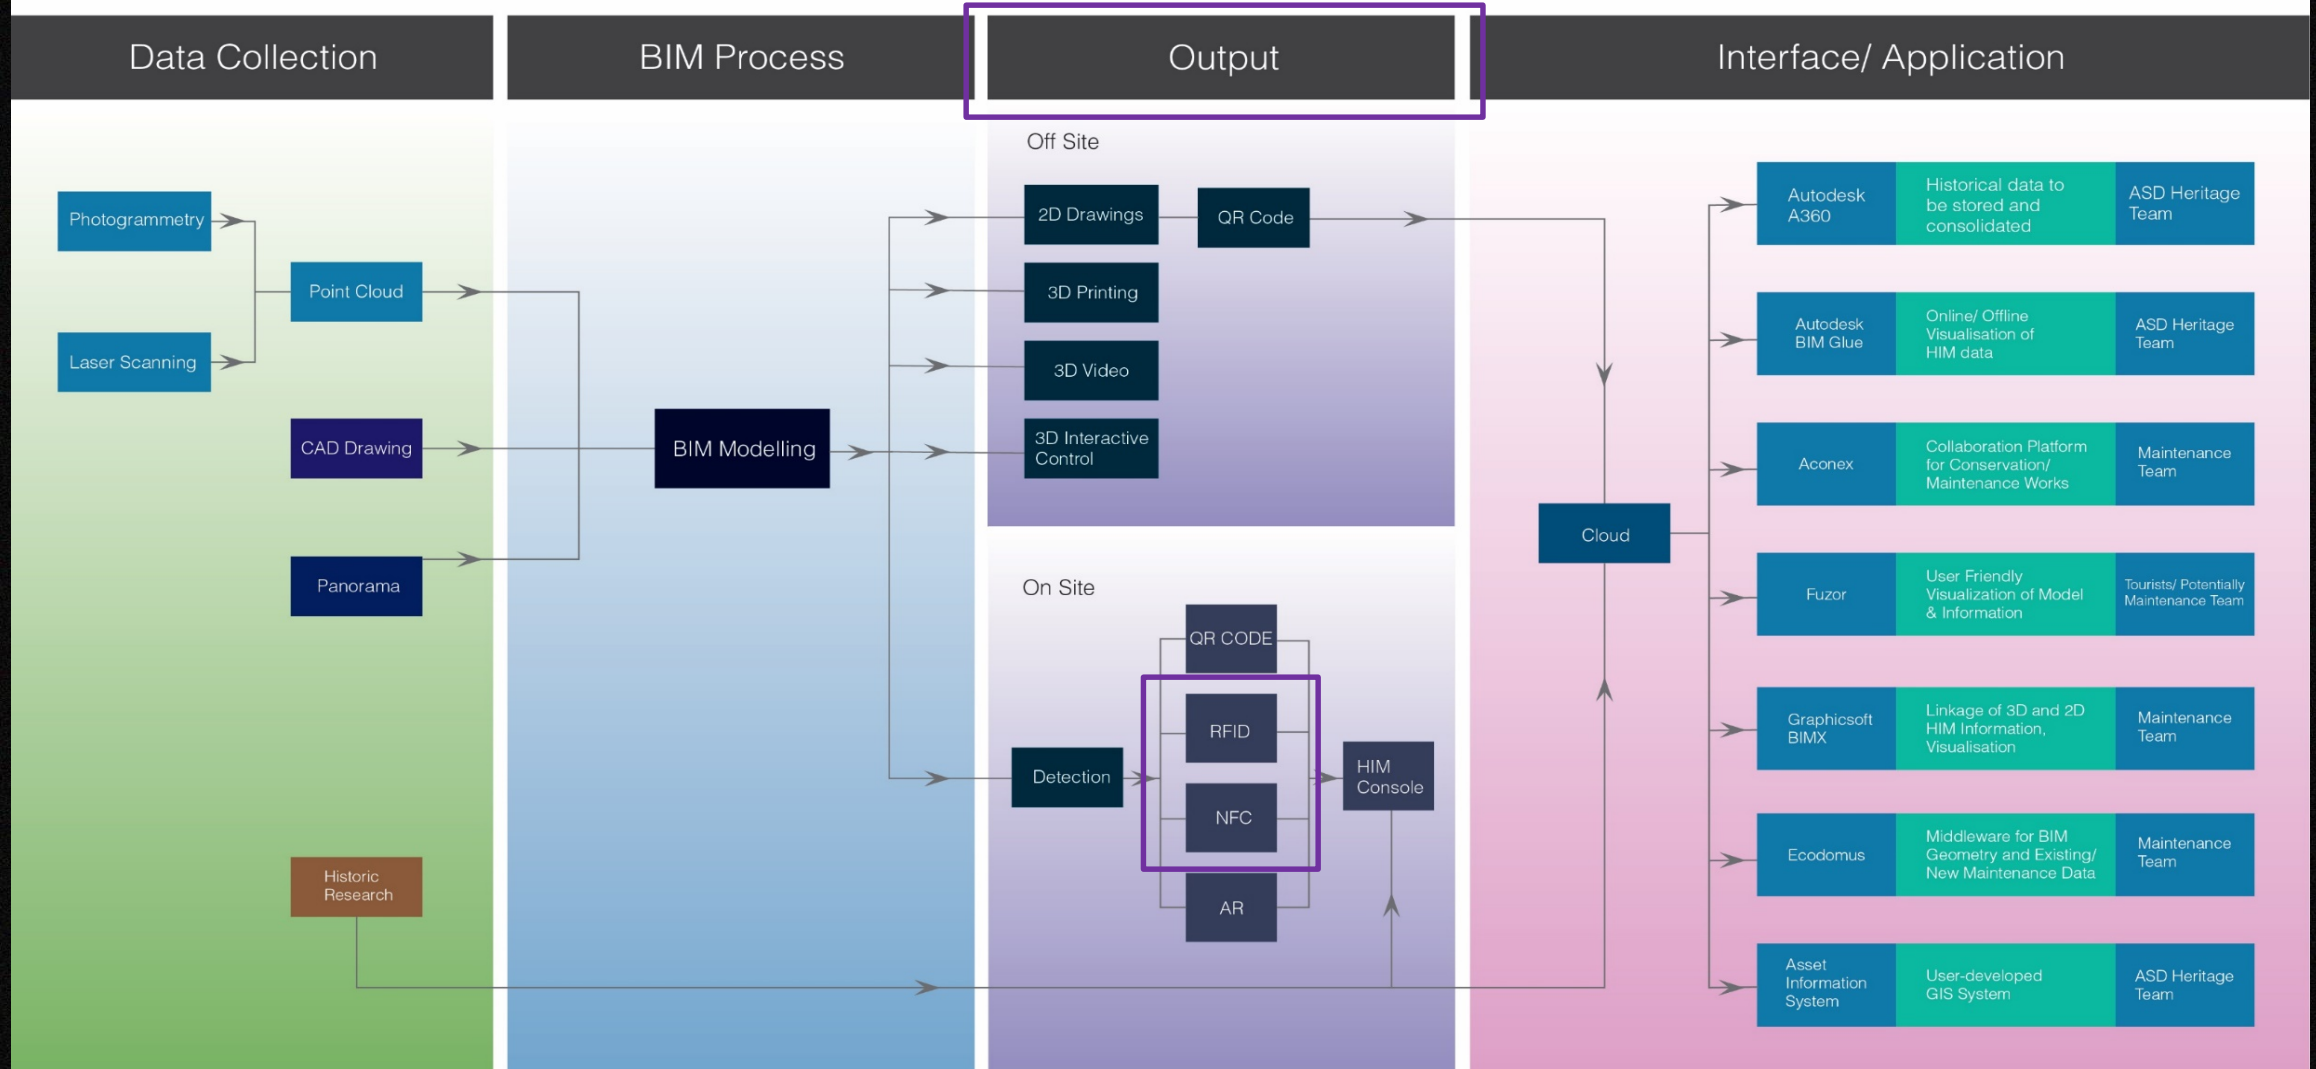 Data Collection
BIM Process
Output
Interface/ Application
Photogrammetry
Laser Scanning
Point Cloud
CAD Drawing
Panorama
Historic
Research
BIM Modelling
Off Site
2D Drawings
QR Code
3D Printing
3D Video
3D Interactive
Control
On Site
Detection
QR CODE
RFID
NFC
AR
HIM
Console
Cloud
Autodesk
A360
Historical data to
be stored and
consolidated
ASD Heritage
Team
Autodesk
BIM Glue
Online/ Offline
Visualisation of
HIM data
ASD Heritage
Team
Aconex
Collaboration Platform
for Conservation/
Maintenance Works
Maintenance
Team
Fuzor
User Friendly
Visualization of Model
& Information
Tourists/ Potentially
Maintenance Team
Graphicsoft
BIMX
Linkage of 3D and 2D
HIM Information,
Visualisation
Maintenance
Team
Ecodomus
Middleware for BIM
Geometry and Existing/
New Maintenance Data
Maintenance
Team
Asset
Information
System
User-developed
GIS System
ASD Heritage
Team